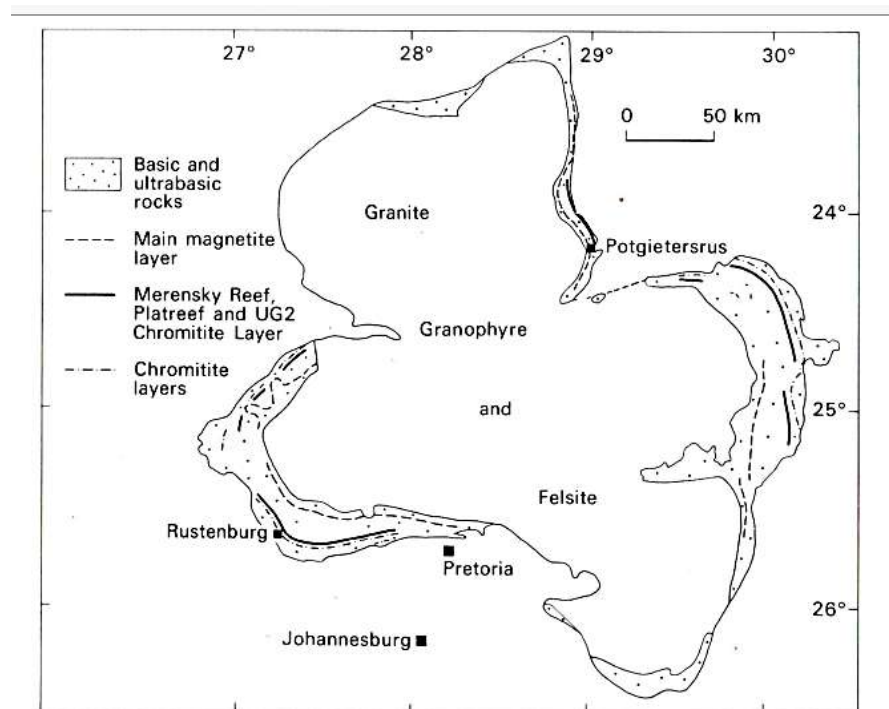 27°
28°
29°
30°
0 50 km
Basic and
ultrabasic
rocks
Main magnetite
layer
Merensky Reef,
Platreef and UG2
Chromitite Layer
Chromitite
layers
Granite
24°
Potgietersrus
Granophyre
and
25°
Felsite
Rustenburg
Pretoria
26°
Johannesburg